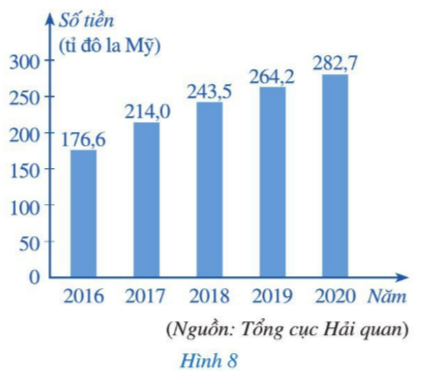 Số tiền
(tỉ đô la Mỹ)
300
250
200
150
100
50
0
176,6
214,0
243,5
264,2
282,7
2016 2017 2018 2019 2020 Năm
(Nguồn: Tổng cục Hải quan)
Hình 8